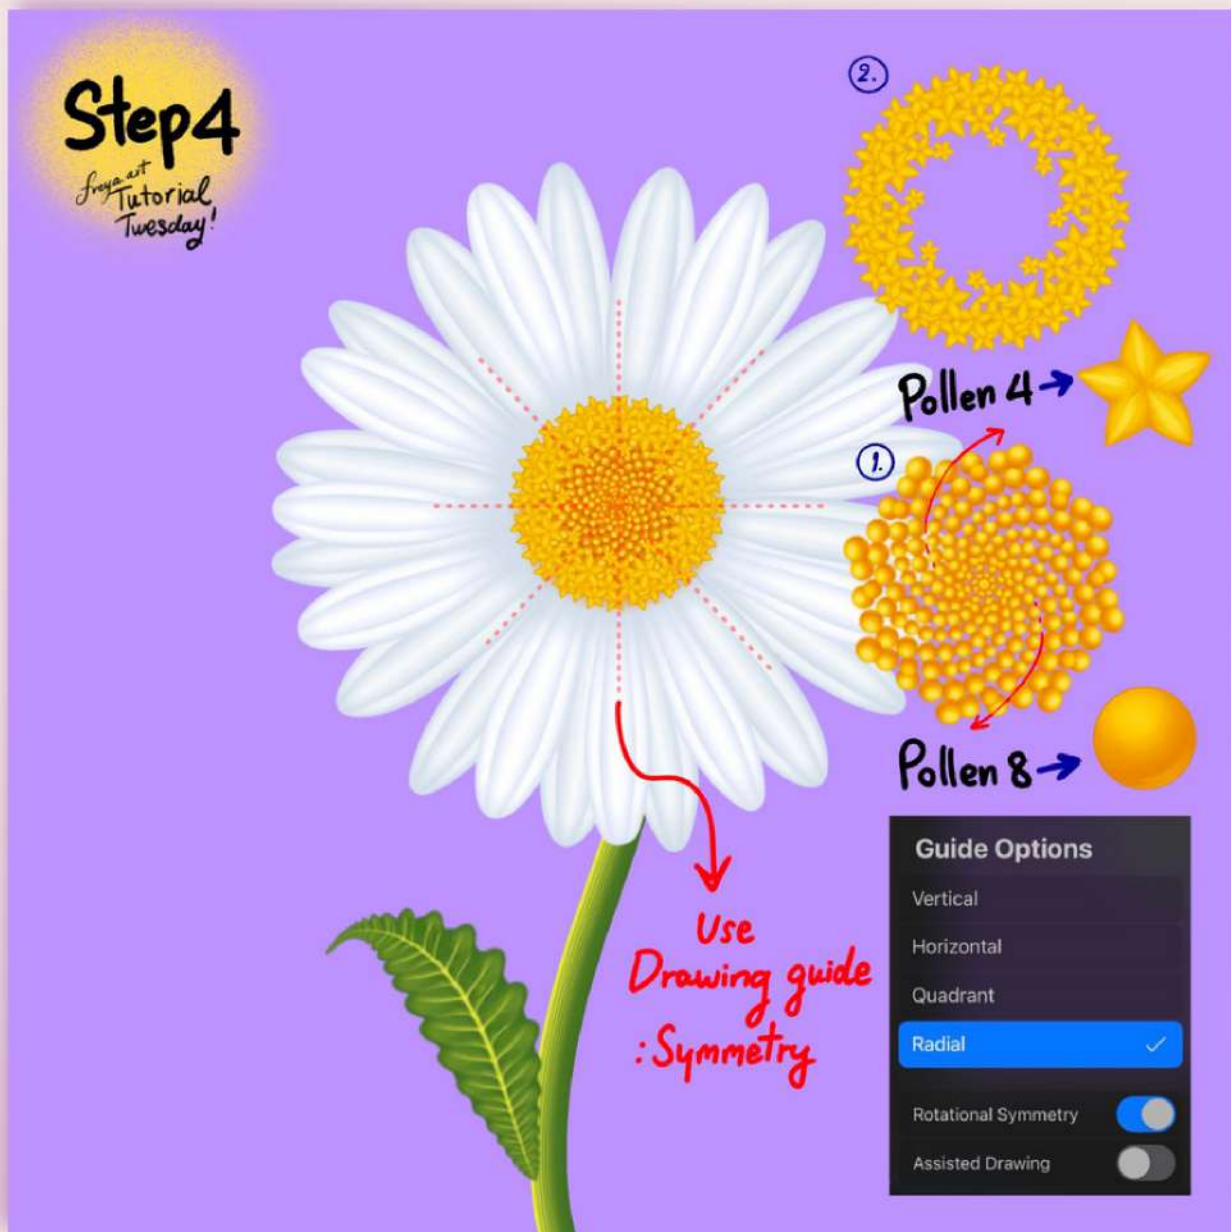 Step4
freya.art
Tutorial
Tuesday!
2.
Pollen 4
1.
Pollen 8
Use
Drawing guide
:Symmetry
Guide Options
Vertical
Horizontal
Quadrant
Radial
Rotational Symmetry
Assisted Drawing